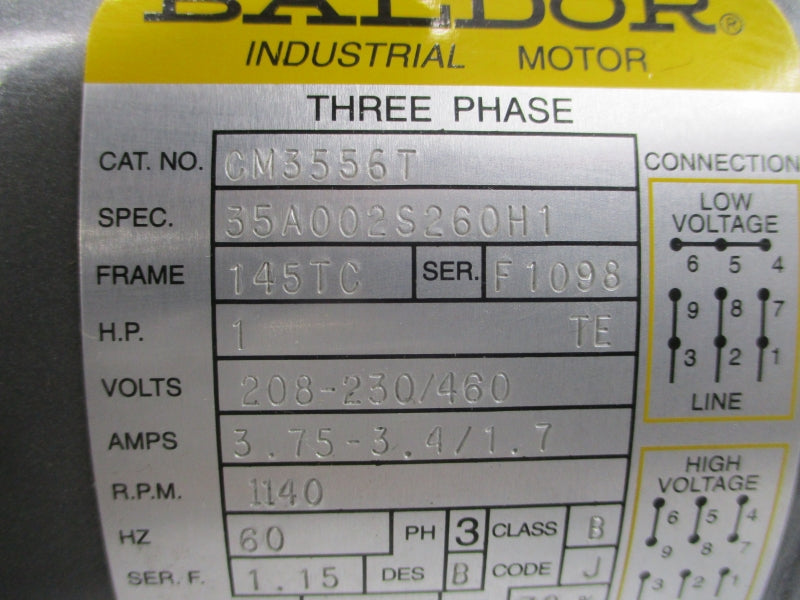 BALDOR®
INDUSTRIAL MOTOR
THREE PHASE
CAT. NO. CM3556T
SPEC. 35A002S260H1
FRAME 145TC SER. F1098
H.P. 1 TE
VOLTS 208-230/460
AMPS 3.75-3.4/1.7
R.P.M. 1140
HZ 60 PH 3 CLASS B
SER. F. 1.15 DES B CODE J
CONNECTION
LOW
VOLTAGE
6 5 4
9 8 7
3 2 1
LINE
HIGH
VOLTAGE
6 5 4
9 8 7
3 2 1